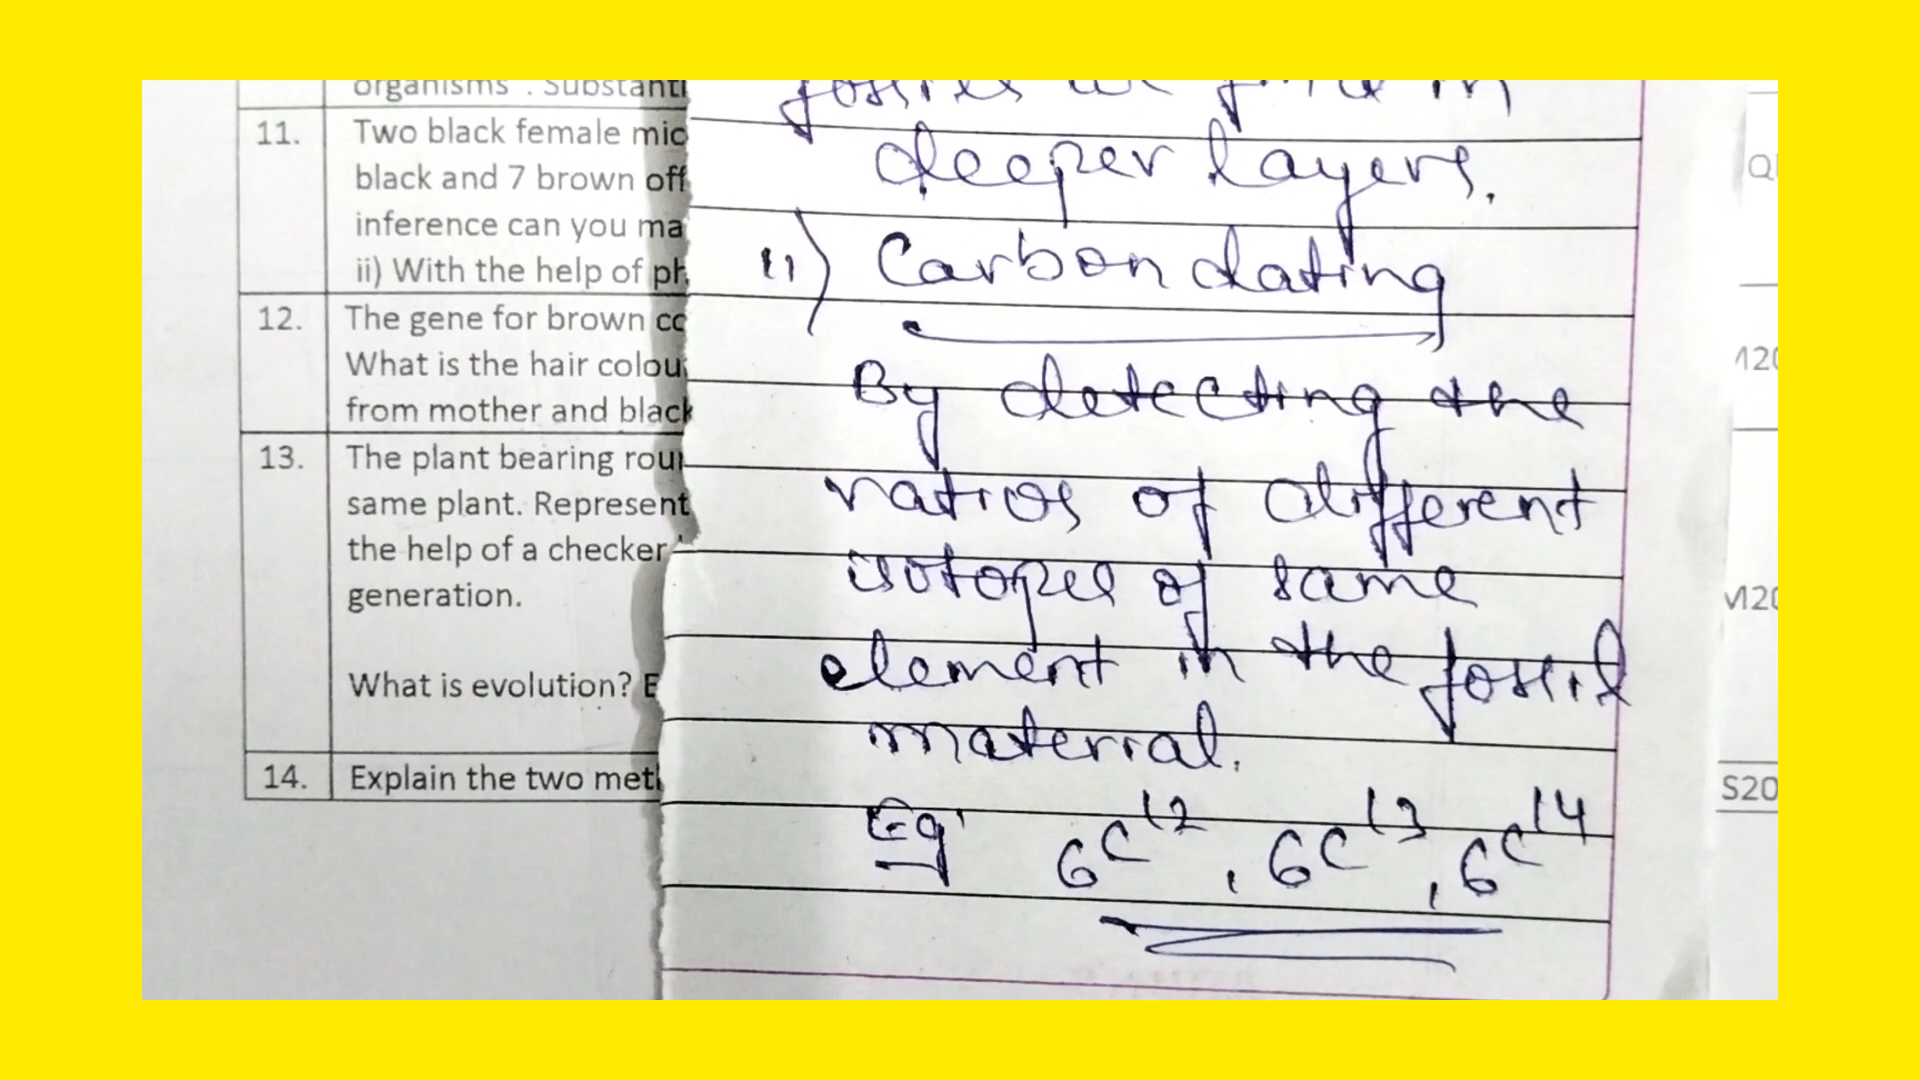 organisms . Substanti
11.
Two black female mic
black and 7 brown off
inference can you ma
ii) With the help of ph
12.
The gene for brown co
What is the hair colou
from mother and black
13.
The plant bearing roun
same plant. Represent
the help of a checker
generation.
What is evolution? E
14.
Explain the two met
in
deeper layers.
ii) Carbon dating
By detecting the
ratios of different
isotopes of same
element in the fossil
material.
Eg' 6C12, 6C13, 6C14
120
M20
S20